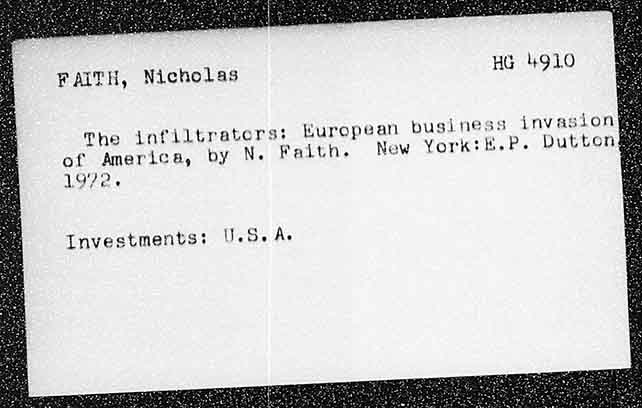 FAITH, Nicholas
HG 4910
The infiltrators: European business invasion
of America, by N. Faith. New York:E.P. Dutton,
1972.
Investments: U.S.A.